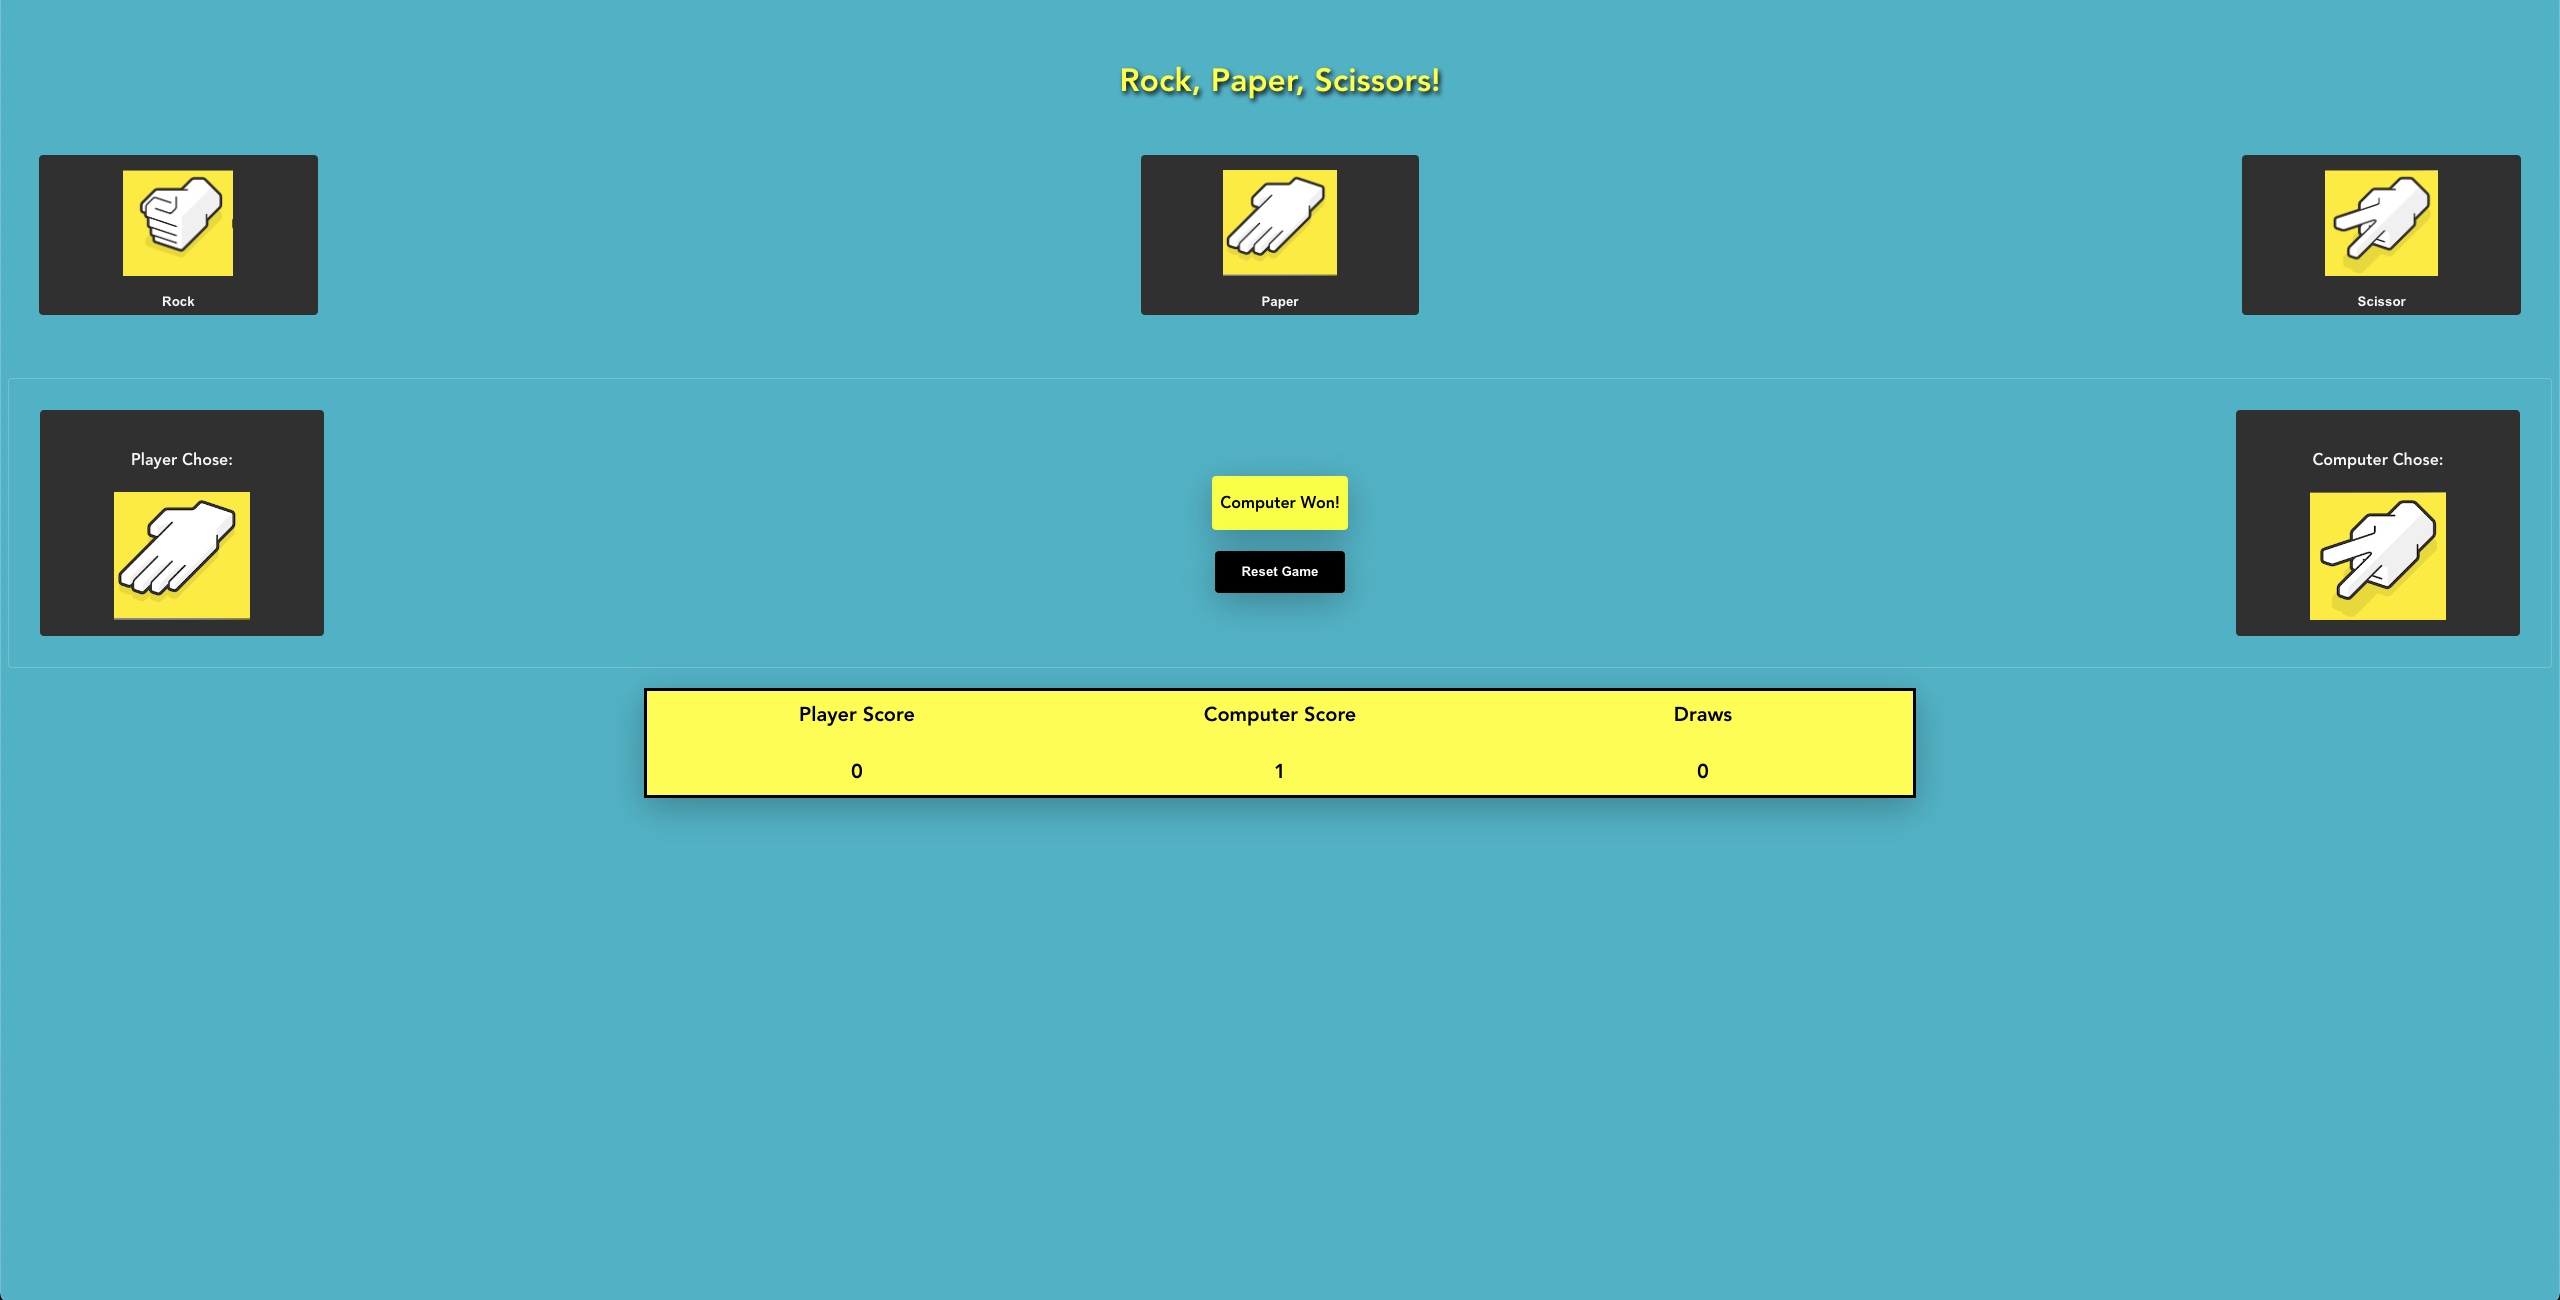 Rock, Paper, Scissors!
Rock
Paper
Scissor
Player Chose:
Computer Won!
Reset Game
Computer Chose:
Player Score
Computer Score
Draws
0
1
0